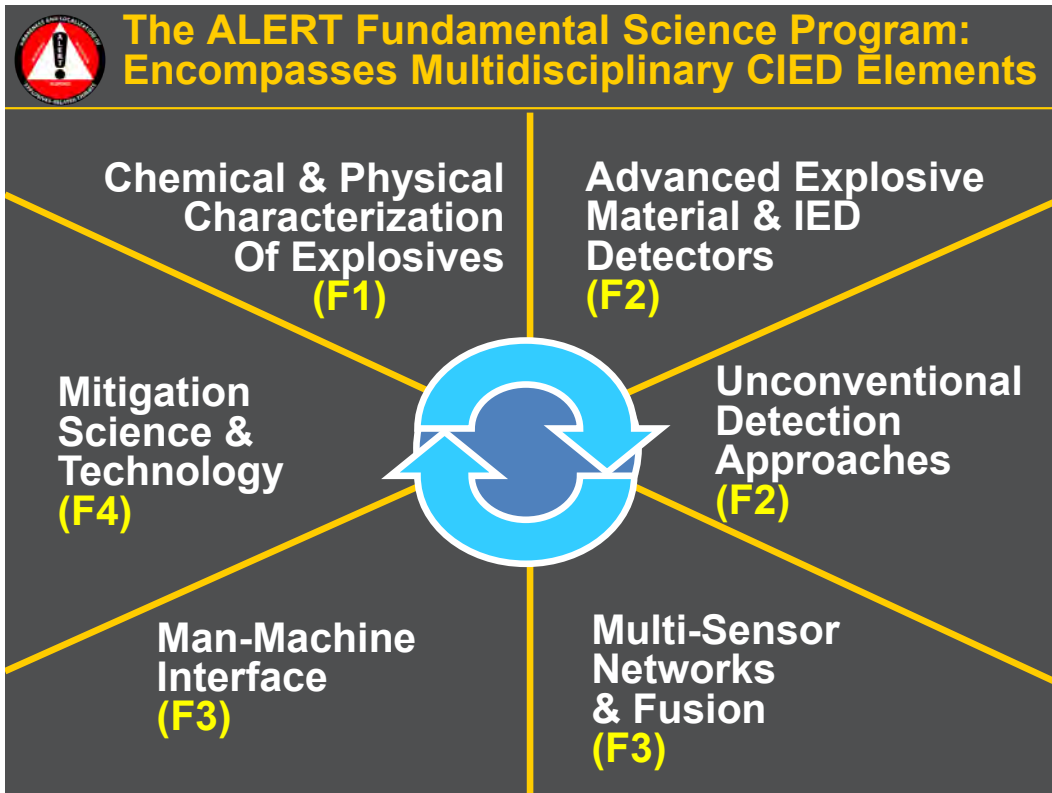 The ALERT Fundamental Science Program:
Encompasses Multidisciplinary CIED Elements
ALERT
Chemical & Physical
Characterization
Of Explosives
(F1)
Advanced Explosive
Material & IED
Detectors
(F2)
Mitigation
Science &
Technology
(F4)
Unconventional
Detection
Approaches
(F2)
Man-Machine
Interface
(F3)
Multi-Sensor
Networks
& Fusion
(F3)